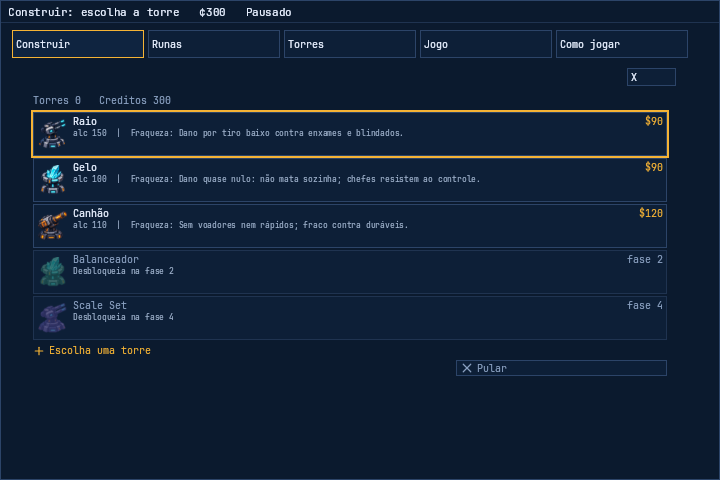 Construir: escolha a torre ¢300 Pausado
Construir Runas Torres Jogo Como jogar
X
Torres 0 Creditos 300
Raio $90
alc 150 | Fraqueza: Dano por tiro baixo contra enxames e blindados.
Gelo $90
alc 100 | Fraqueza: Dano quase nulo: não mata sozinha; chefes resistem ao controle.
Canhão $120
alc 110 | Fraqueza: Sem voadores nem rápidos; fraco contra duráveis.
Balanceador fase 2
Desbloqueia na fase 2
Scale Set fase 4
Desbloqueia na fase 4
+ Escolha uma torre
X Pular